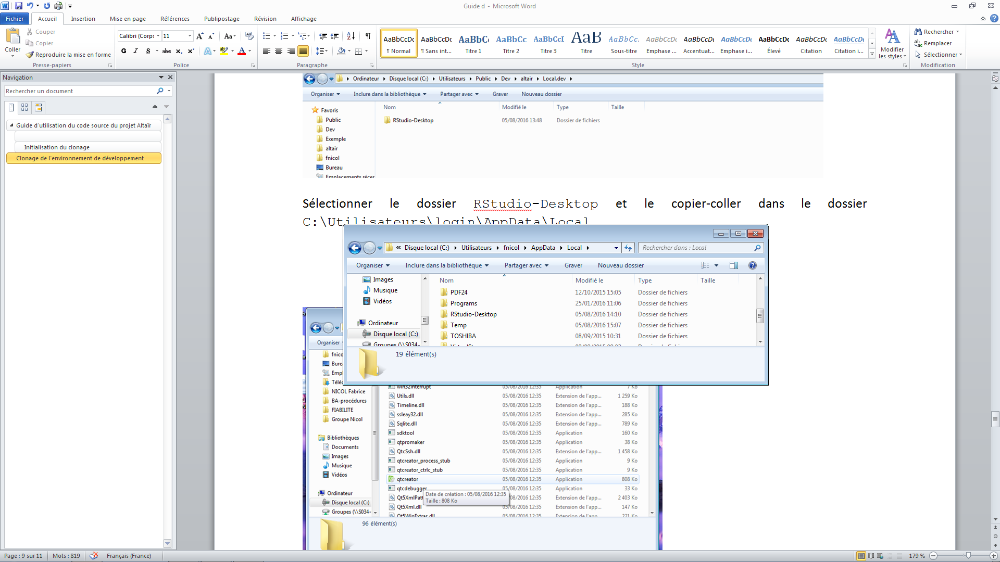 Guide d - Microsoft Word
Fichier Accueil Insertion Mise en page Références Publipostage Révision Affichage
Coller
Couper
Copier
Reproduire la mise en forme
Presse-papiers
Calibri (Corps 11
G I S abc x₂ x²
Police
Paragraphe
AaBbCcDc AaBbCcDc AaBbCc AaBbCc AaBbCcI AaB AaBbCc. AaBbCcDc AaBbCcDc AaBbCcDc AaBbCcDc AaBbCcDc AaBbCcDc
¶ Normal ¶ Sans int... Titre 1 Titre 2 Titre 3 Titre Sous-titre Emphase ... Accentuat... Emphase i... Élevé Citation Citation i...
Style
Modifier les styles
Rechercher
Remplacer
Sélectionner
Modification
Navigation
Rechercher un document
Guide d'utilisation du code source du projet Altaïr
Initialisation du clonage
Clonage de l'environnement de développement
Ordinateur Disque local (C:) Utilisateurs Public Dev altair Local.dev
Organiser Inclure dans la bibliothèque Partager avec Graver Nouveau dossier
Nom Modifié le Type Taille
Favoris
Public
Dev
Exemple
altair
fnicol
Bureau
Emplacements récer
RStudio-Desktop 05/08/2016 13:48 Dossier de fichiers
Sélectionner le dossier RStudio-Desktop et le copier-coller dans le dossier
C:\Utilisateurs\login\AppData\Local
« Disque local (C:) Utilisateurs fnicol AppData Local
Rechercher dans : Local
Organiser Inclure dans la bibliothèque Partager avec Graver Nouveau dossier
Images
Musique
Vidéos
Ordinateur
Disque local (C:)
Groupes (\\S034-
Nom Modifié le Type Taille
PDF24 12/10/2015 15:05 Dossier de fichiers
Programs 25/01/2016 11:06 Dossier de fichiers
RStudio-Desktop 05/08/2016 14:10 Dossier de fichiers
Temp 05/08/2016 15:07 Dossier de fichiers
TOSHIBA 08/09/2015 10:31 Dossier de fichiers
19 élément(s)
Organiser
fnico
Bure
Empl
Téléc
NICOL Fabrice
BA-procédures
FIABILITE
Groupe Nicol
Bibliothèques
Documents
Images
Musique
Vidéos
Ordinateur
Disque local (C:)
Groupes (\\S034-
win32interrupt 05/08/2016 12:35 Application 7 Ko
Utils.dll 05/08/2016 12:35 Extension de l'app... 1 259 Ko
Timeline.dll 05/08/2016 12:35 Extension de l'app... 188 Ko
ssleay32.dll 05/08/2016 12:35 Extension de l'app... 285 Ko
Sqlite.dll 05/08/2016 12:35 Extension de l'app... 789 Ko
sdktool 05/08/2016 12:35 Application 160 Ko
qtpromaker 05/08/2016 12:35 Application 38 Ko
QtcSsh.dll 05/08/2016 12:35 Extension de l'app... 1 458 Ko
qtcreator_process_stub 05/08/2016 12:35 Application 9 Ko
qtcreator_ctrlc_stub 05/08/2016 12:35 Application 9 Ko
qtcreator 05/08/2016 12:35 Application 808 Ko
qtcdebugger 05/08/2016 12:35 Application 33 Ko
Qt5XmlPatt Extension de l'app... 2 403 Ko
Qt5Xml.dll 05/08/2016 12:35 Extension de l'app... 147 Ko
Qt5WinExtras.dll 05/08/2016 12:35 Extension de l'app... 221 Ko
Date de création : 05/08/2016 12:35
Taille : 808 Ko
96 élément(s)
Page : 9 sur 11 Mots : 819 Français (France) 179 %